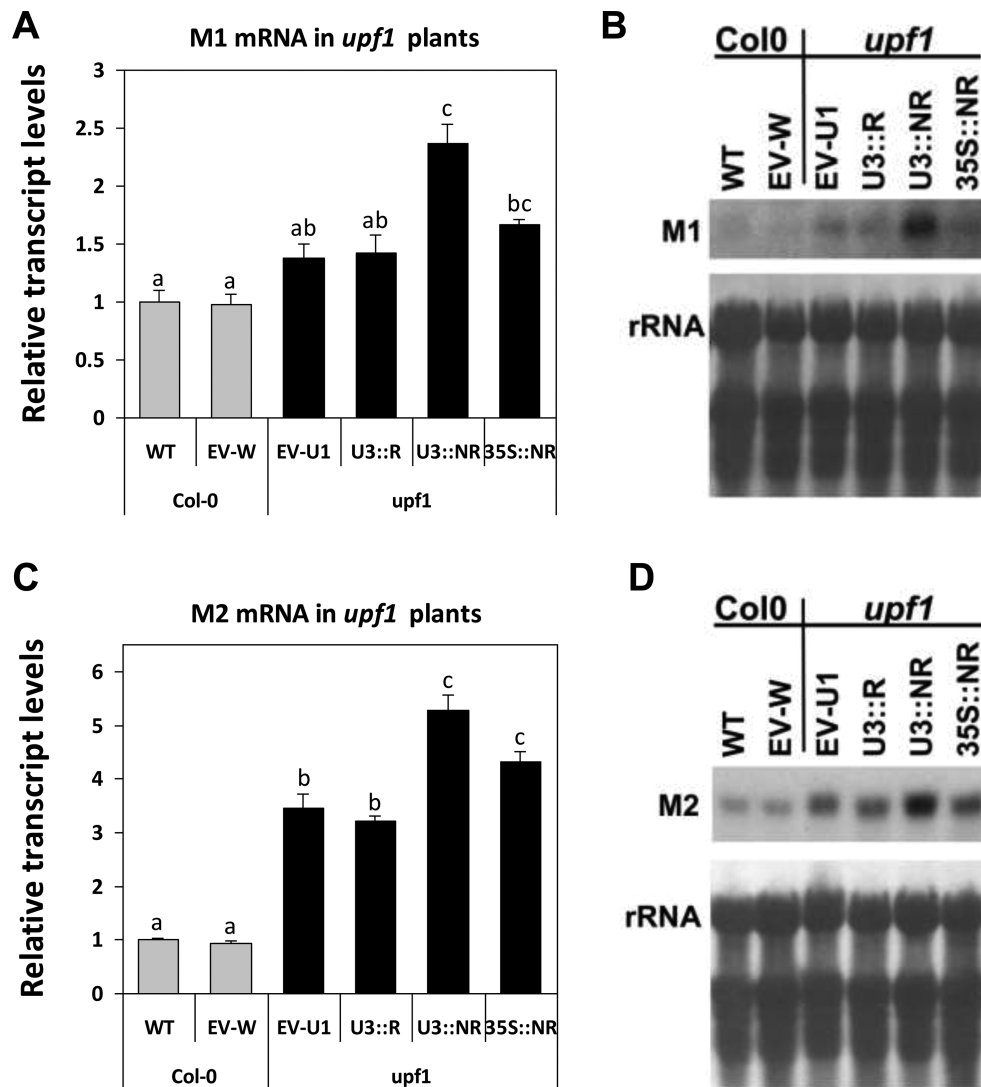 A
M1 mRNA in upf1 plants
Relative transcript levels
3
2.5
2
1.5
1
0.5
0
a
a
ab
ab
c
bc
WT
EV-W
EV-U1
U3::R
U3::NR
35S::NR
Col-0
upf1
B
Col0
upf1
WT
EV-W
EV-U1
U3::R
U3::NR
35S::NR
M1
rRNA
C
M2 mRNA in upf1 plants
Relative transcript levels
6
5
4
3
2
1
0
a
a
b
b
c
c
WT
EV-W
EV-U1
U3::R
U3::NR
35S::NR
Col-0
upf1
D
Col0
upf1
WT
EV-W
EV-U1
U3::R
U3::NR
35S::NR
M2
rRNA